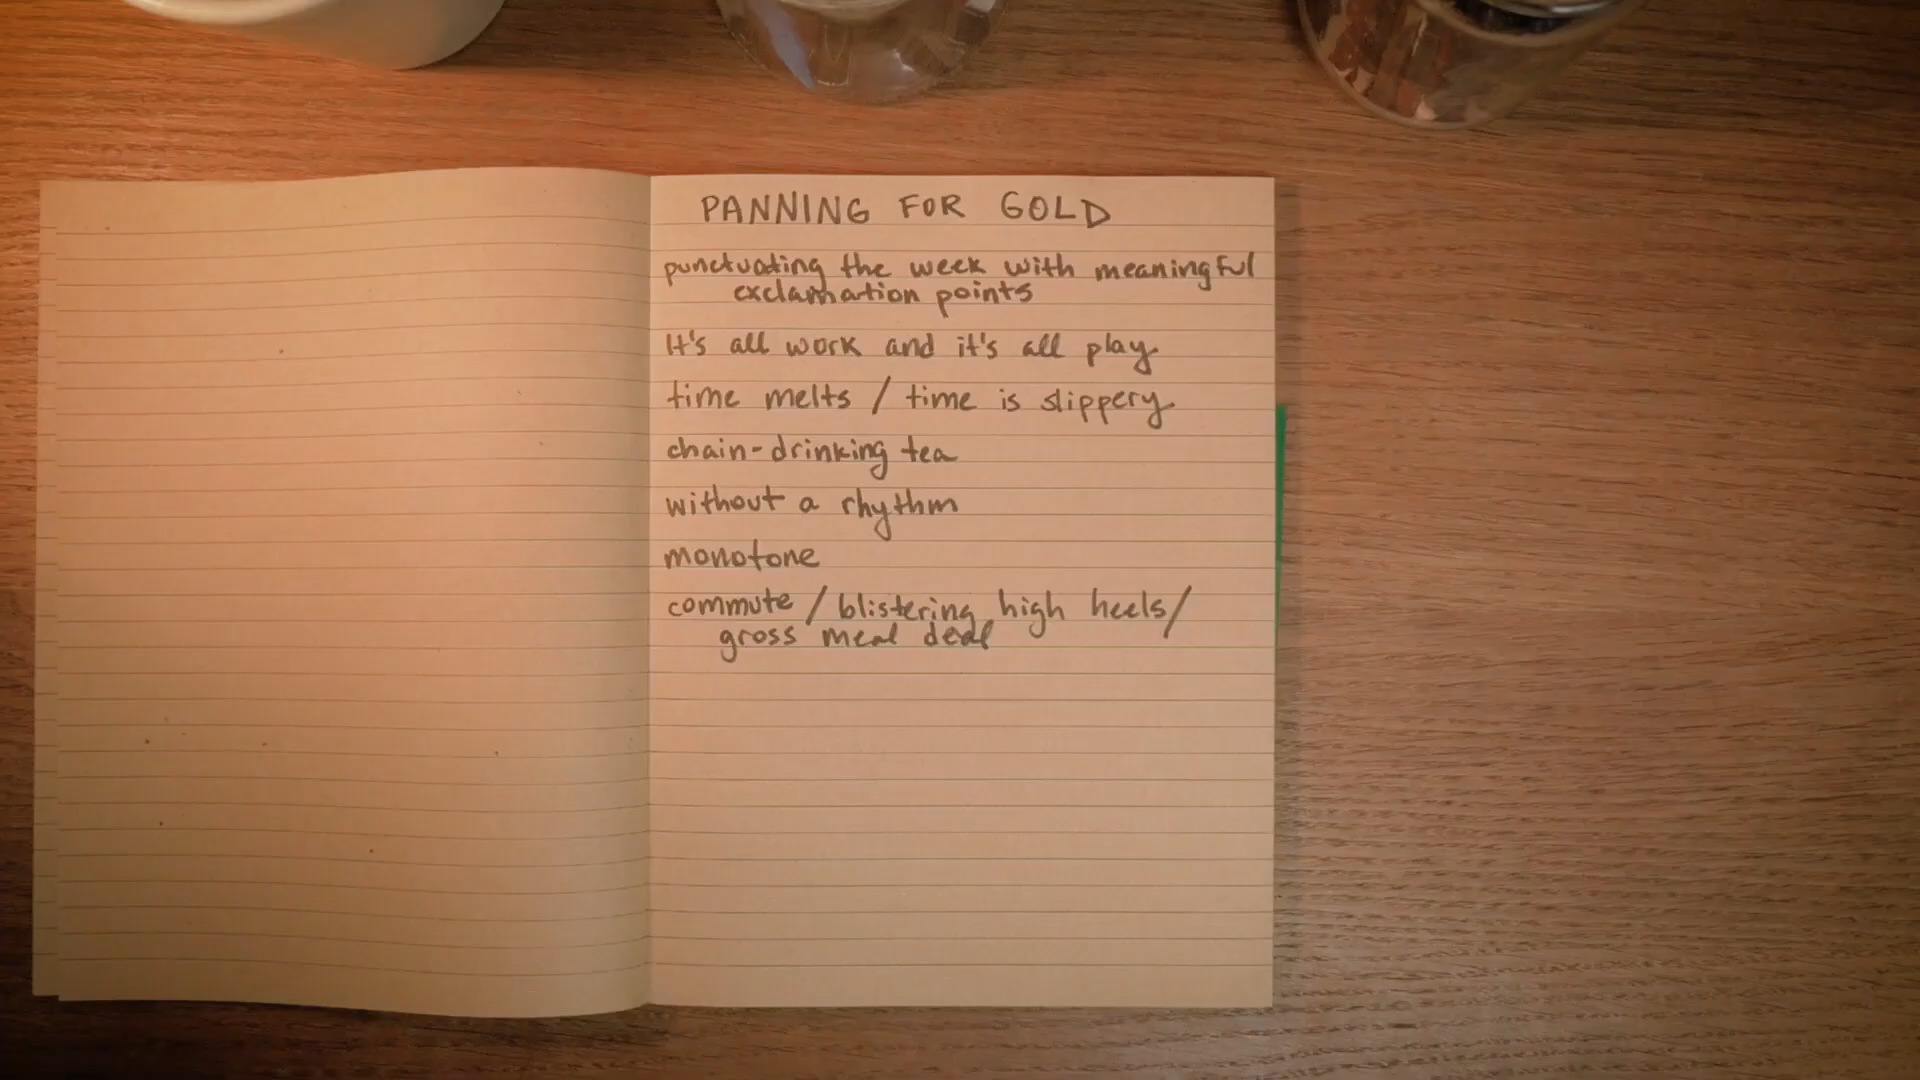 PANNING FOR GOLD
punctuating the week with meaningful
exclamation points
It's all work and it's all play
time melts / time is slippery
chain-drinking tea
without a rhythm
monotone
commute / blistering high heels/
gross meal deal